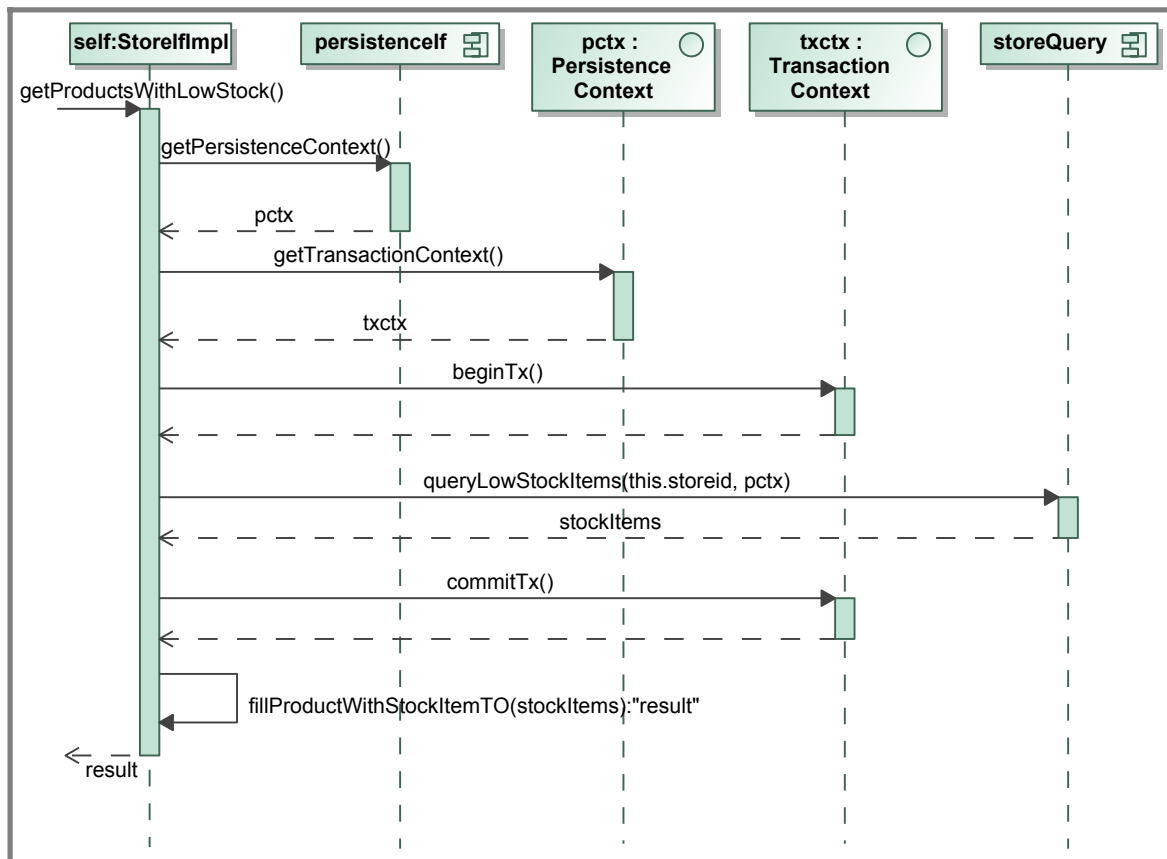 self:StoreIfImpl
persistenceIf
pctx :
Persistence
Context
txctx :
Transaction
Context
storeQuery
getProductsWithLowStock()
getPersistenceContext()
pctx
getTransactionContext()
txctx
beginTx()
queryLowStockItems(this.storeid, pctx)
stockItems
commitTx()
fillProductWithStockItemTO(stockItems):"result"
result